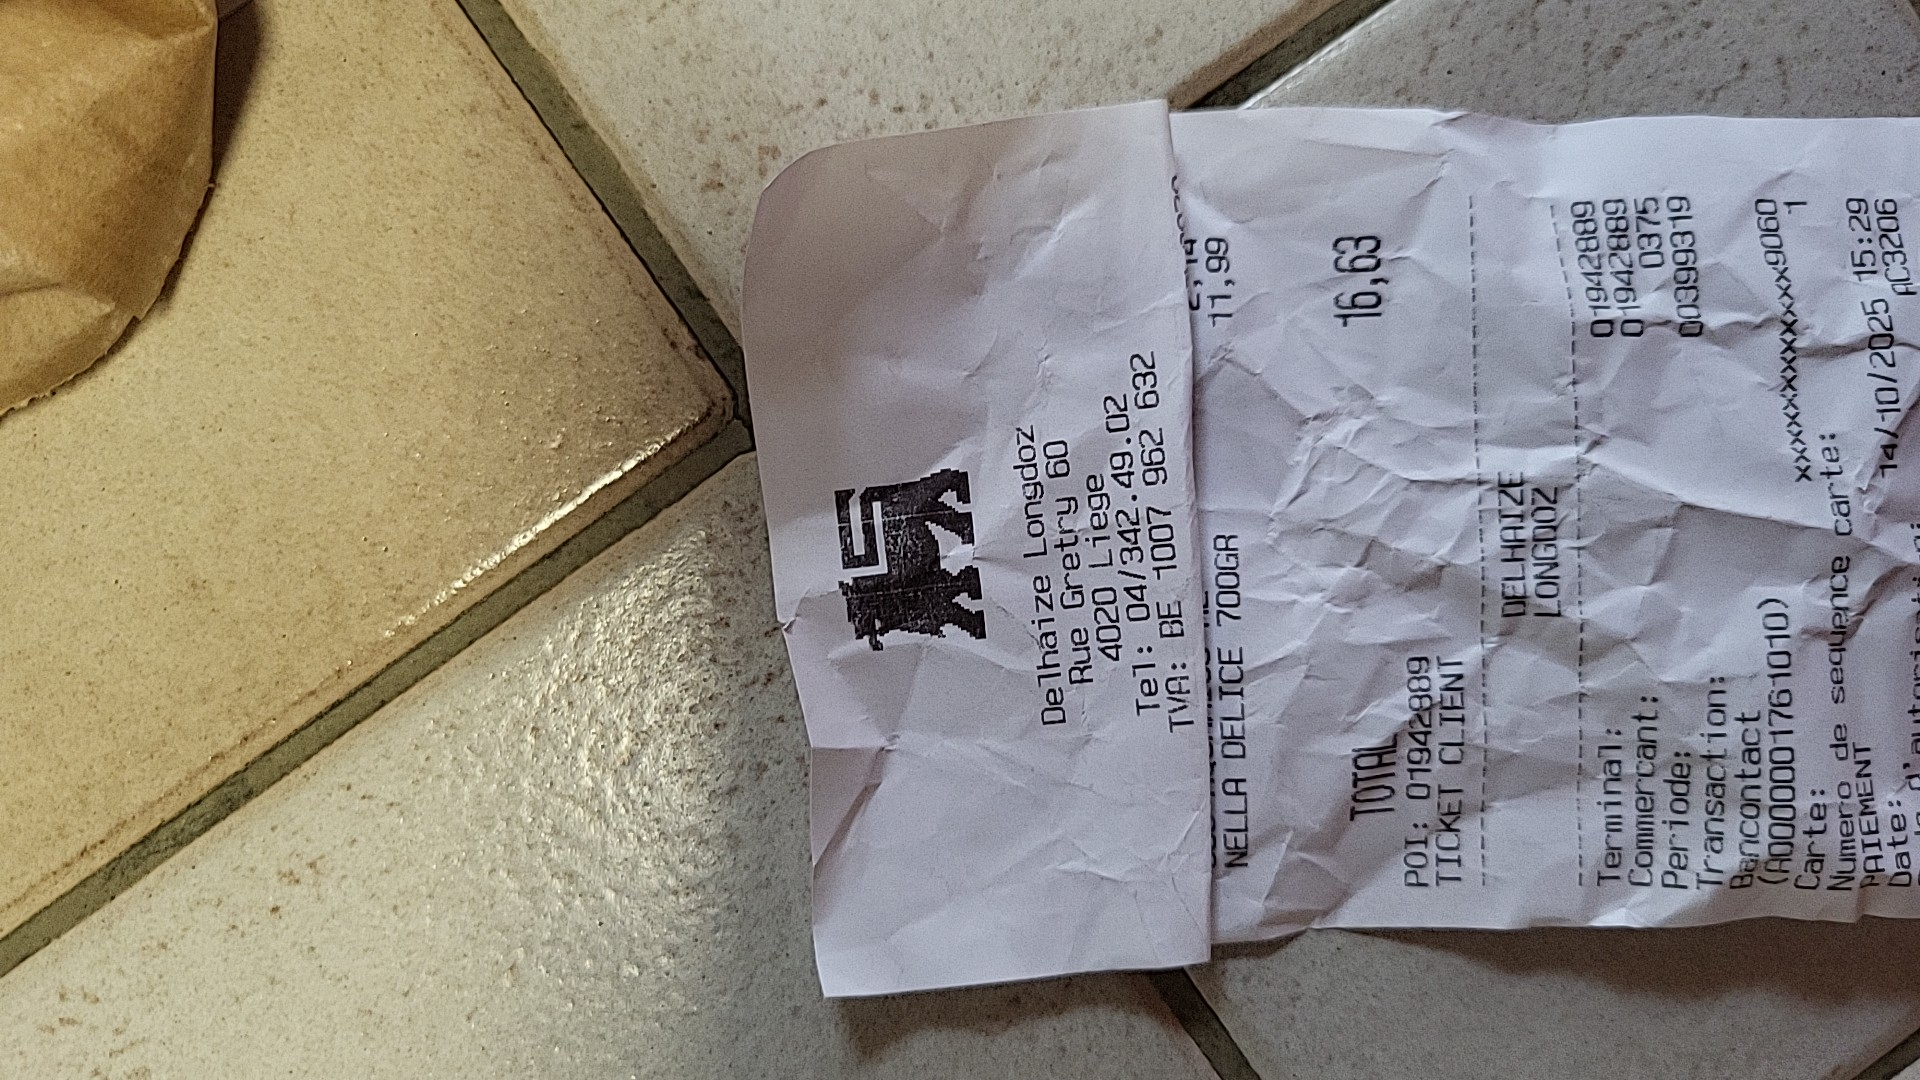 Delhaize Longdoz
Rue Gretry 60
4020 Liege
Tel: 04/342.49.02
TVA: BE 1007 962 632
NELLA DELICE 700GR 11,99
TOTAL 16,63
POI: 01942889
TICKET CLIENT
DELHAIZE
LONGDOZ
Terminal: 01942889
Commercant: 01942889
Periode: 0375
Transaction: 00399319
Bancontact
(A0000001761010)
Carte: xxxxxxxxxxxxxxx9060
Numero de sequence carte: 1
PAIEMENT
Date: 14/10/2025 15:29
AC3206